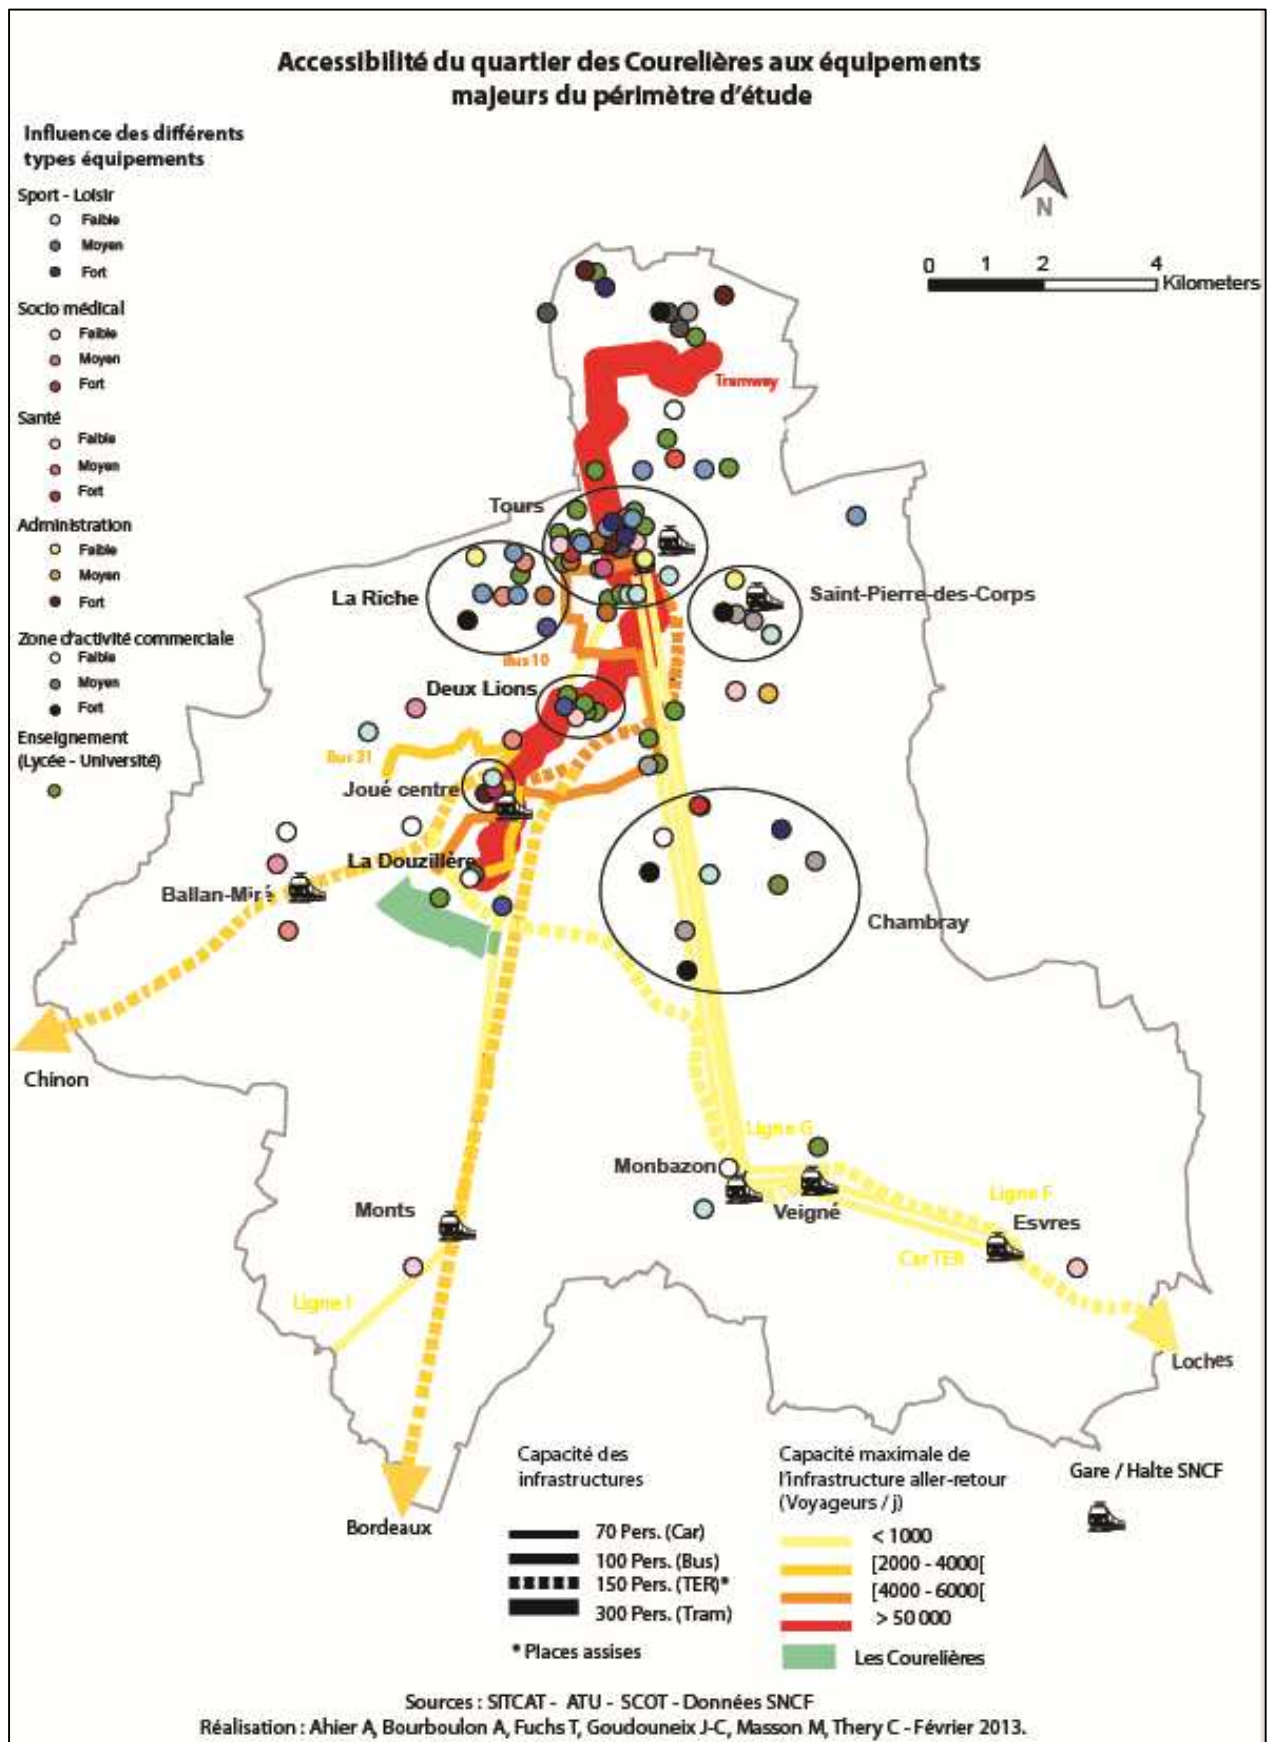 Accessibilité du quartier des Courelières aux équipements
majeurs du périmètre d'étude
Influence des différents
types équipements
Sport - Loisir
Faible
Moyen
Fort
Socio médical
Faible
Moyen
Fort
Santé
Faible
Moyen
Fort
Administration
Faible
Moyen
Fort
Zone d'activité commerciale
Faible
Moyen
Fort
Enseignement
(Lycée - Université)
N
0 1 2 4
Kilometers
Tramway
Tours
La Riche
Saint-Pierre-des-Corps
Bus 10
Deux Lions
Bus 31
Joué centre
La Douzillère
Ballan-Miré
Chambray
Chinon
Ligne G
Monbazon
Veigné
Ligne F
Esvres
Car TER
Monts
Ligne I
Loches
Bordeaux
Capacité des
infrastructures
70 Pers. (Car)
100 Pers. (Bus)
150 Pers. (TER)*
300 Pers. (Tram)
* Places assises
Capacité maximale de
l'infrastructure aller-retour
(Voyageurs / j)
< 1000
[2000 - 4000[
[4000 - 6000[
> 50 000
Les Courelières
Gare / Halte SNCF
Sources : SITCAT - ATU - SCOT - Données SNCF
Réalisation : Ahier A, Bourboulon A, Fuchs T, Goudouneix J-C, Masson M, Thery C - Février 2013.